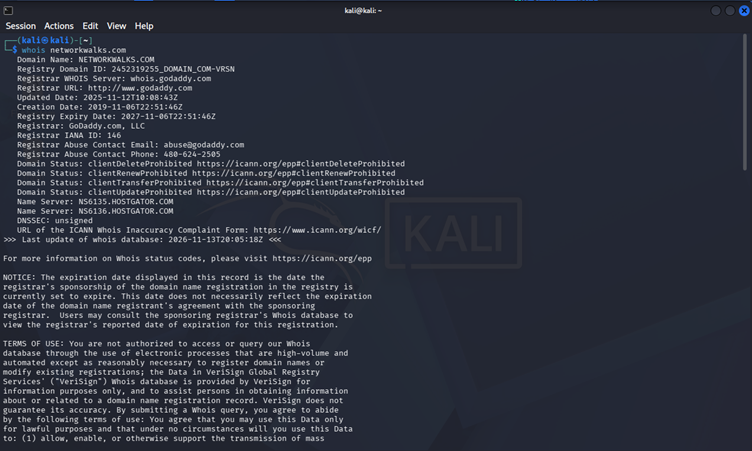 kali@kali: ~
Session Actions Edit View Help
(kali㉿kali)-[~]
$ whois networkwalks.com
Domain Name: NETWORKWALKS.COM
Registry Domain ID: 2452319255_DOMAIN_COM-VRSN
Registrar WHOIS Server: whois.godaddy.com
Registrar URL: http://www.godaddy.com
Updated Date: 2025-11-12T10:08:43Z
Creation Date: 2019-11-06T22:51:46Z
Registry Expiry Date: 2027-11-06T22:51:46Z
Registrar: GoDaddy.com, LLC
Registrar IANA ID: 146
Registrar Abuse Contact Email: abuse@godaddy.com
Registrar Abuse Contact Phone: 480-624-2505
Domain Status: clientDeleteProhibited https://icann.org/epp#clientDeleteProhibited
Domain Status: clientRenewProhibited https://icann.org/epp#clientRenewProhibited
Domain Status: clientTransferProhibited https://icann.org/epp#clientTransferProhibited
Domain Status: clientUpdateProhibited https://icann.org/epp#clientUpdateProhibited
Name Server: NS6135.HOSTGATOR.COM
Name Server: NS6136.HOSTGATOR.COM
DNSSEC: unsigned
URL of the ICANN Whois Inaccuracy Complaint Form: https://www.icann.org/wicf/
>>> Last update of whois database: 2026-11-13T20:05:18Z <<<
KALI
For more information on Whois status codes, please visit https://icann.org/epp
NOTICE: The expiration date displayed in this record is the date the
registrar's sponsorship of the domain name registration in the registry is
currently set to expire. This date does not necessarily reflect the expiration
date of the domain name registrant's agreement with the sponsoring
registrar. Users may consult the sponsoring registrar's Whois database to
view the registrar's reported date of expiration for this registration.
TERMS OF USE: You are not authorized to access or query our Whois
database through the use of electronic processes that are high-volume and
automated except as reasonably necessary to register domain names or
modify existing registrations; the Data in VeriSign Global Registry
Services' ("VeriSign") Whois database is provided by VeriSign for
information purposes only, and to assist persons in obtaining information
about or related to a domain name registration record. VeriSign does not
guarantee its accuracy. By submitting a Whois query, you agree to abide
by the following terms of use: You agree that you may use this Data only
for lawful purposes and that under no circumstances will you use this Data
to: (1) allow, enable, or otherwise support the transmission of mass